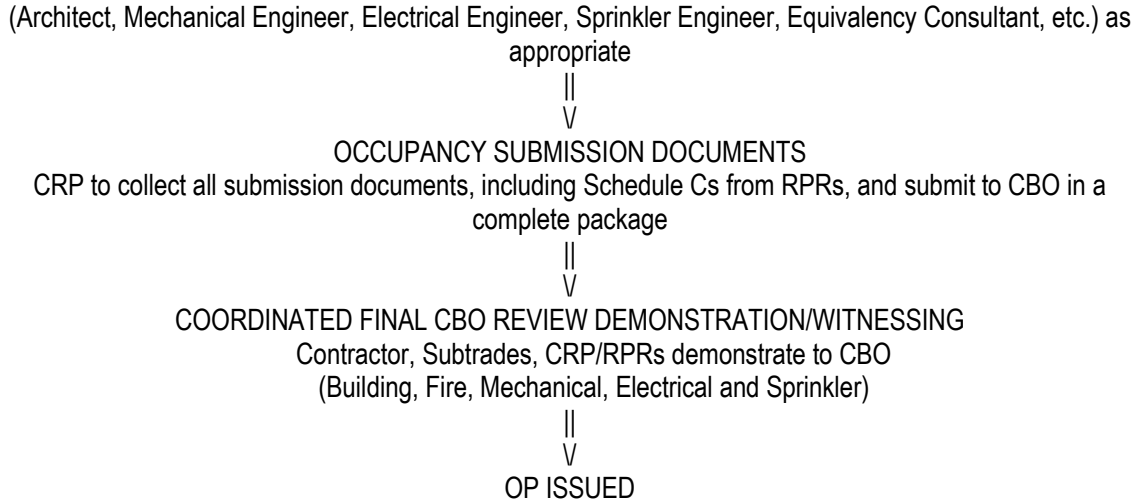 (Architect, Mechanical Engineer, Electrical Engineer, Sprinkler Engineer, Equivalency Consultant, etc.) as
appropriate
||
\/
OCCUPANCY SUBMISSION DOCUMENTS
CRP to collect all submission documents, including Schedule Cs from RPRs, and submit to CBO in a
complete package
||
\/
COORDINATED FINAL CBO REVIEW DEMONSTRATION/WITNESSING
Contractor, Subtrades, CRP/RPRs demonstrate to CBO
(Building, Fire, Mechanical, Electrical and Sprinkler)
||
\/
OP ISSUED